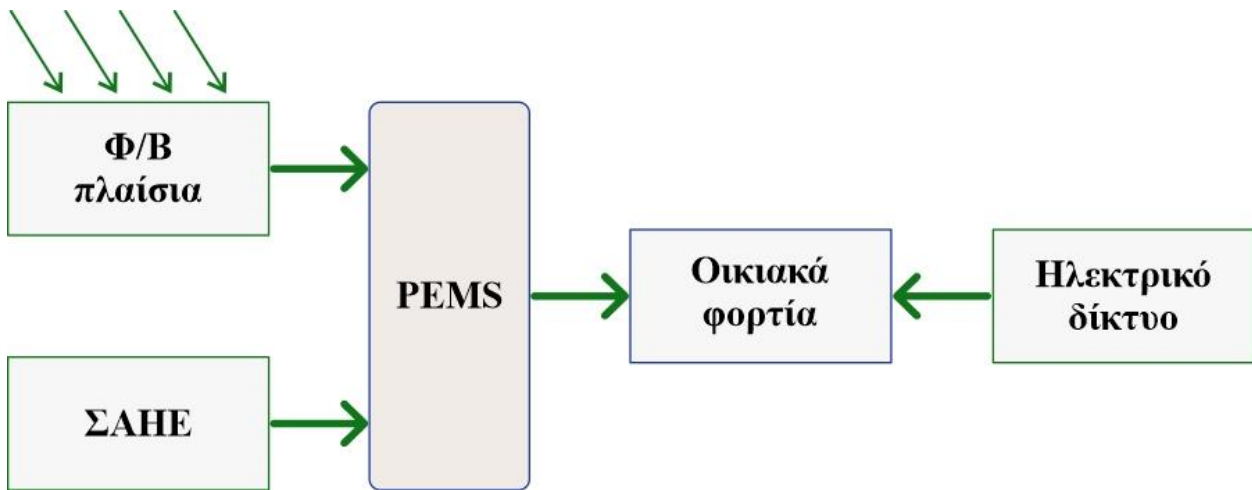 Φ/Β
πλαίσια
PEMS
Οικιακά
φορτία
Ηλεκτρικό
δίκτυο
ΣΑΗΕ